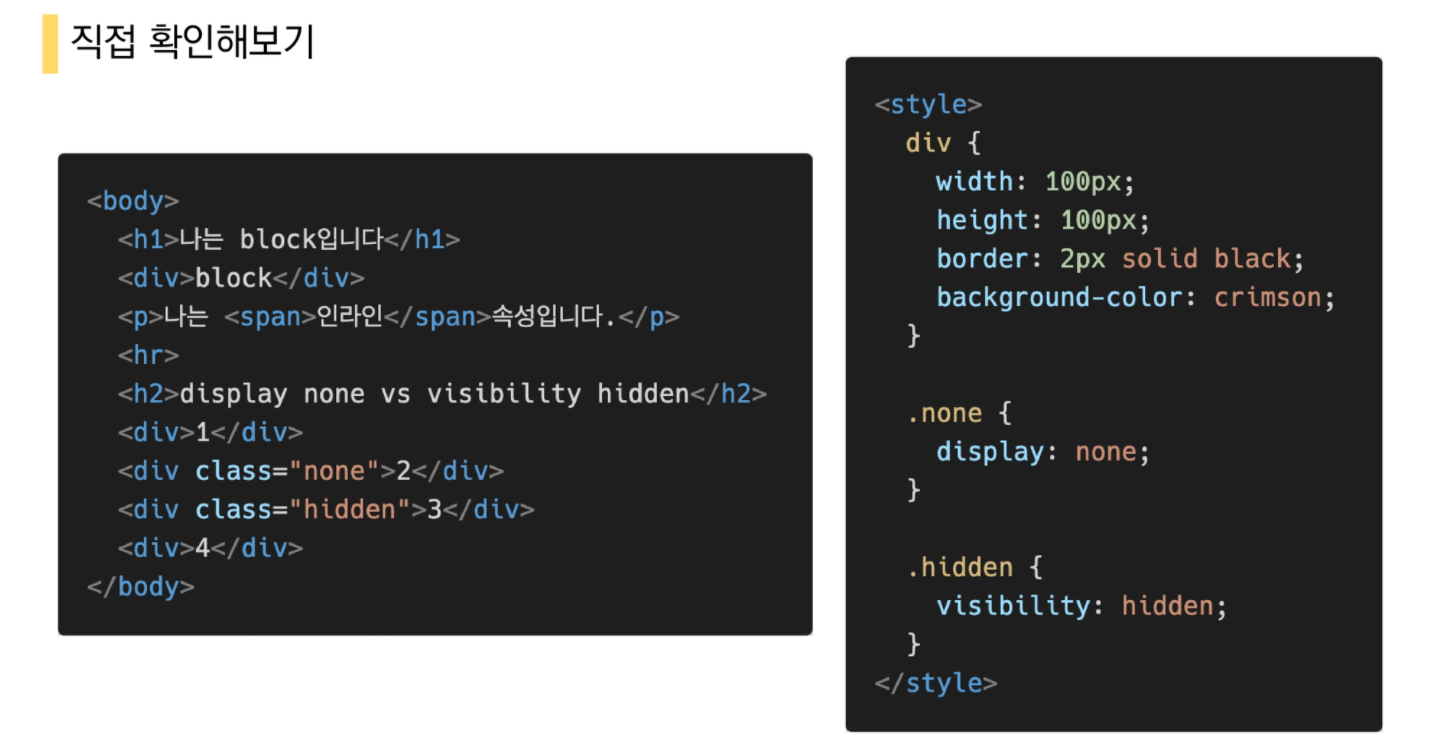 직접 확인해보기
<body>
  <h1>나는 block입니다</h1>
  <div>block</div>
  <p>나는 <span>인라인</span>속성입니다.</p>
  <hr>
  <h2>display none vs visibility hidden</h2>
  <div>1</div>
  <div class="none">2</div>
  <div class="hidden">3</div>
  <div>4</div>
</body>
<style>
  div {
    width: 100px;
    height: 100px;
    border: 2px solid black;
    background-color: crimson;
  }

  .none {
    display: none;
  }

  .hidden {
    visibility: hidden;
  }
</style>